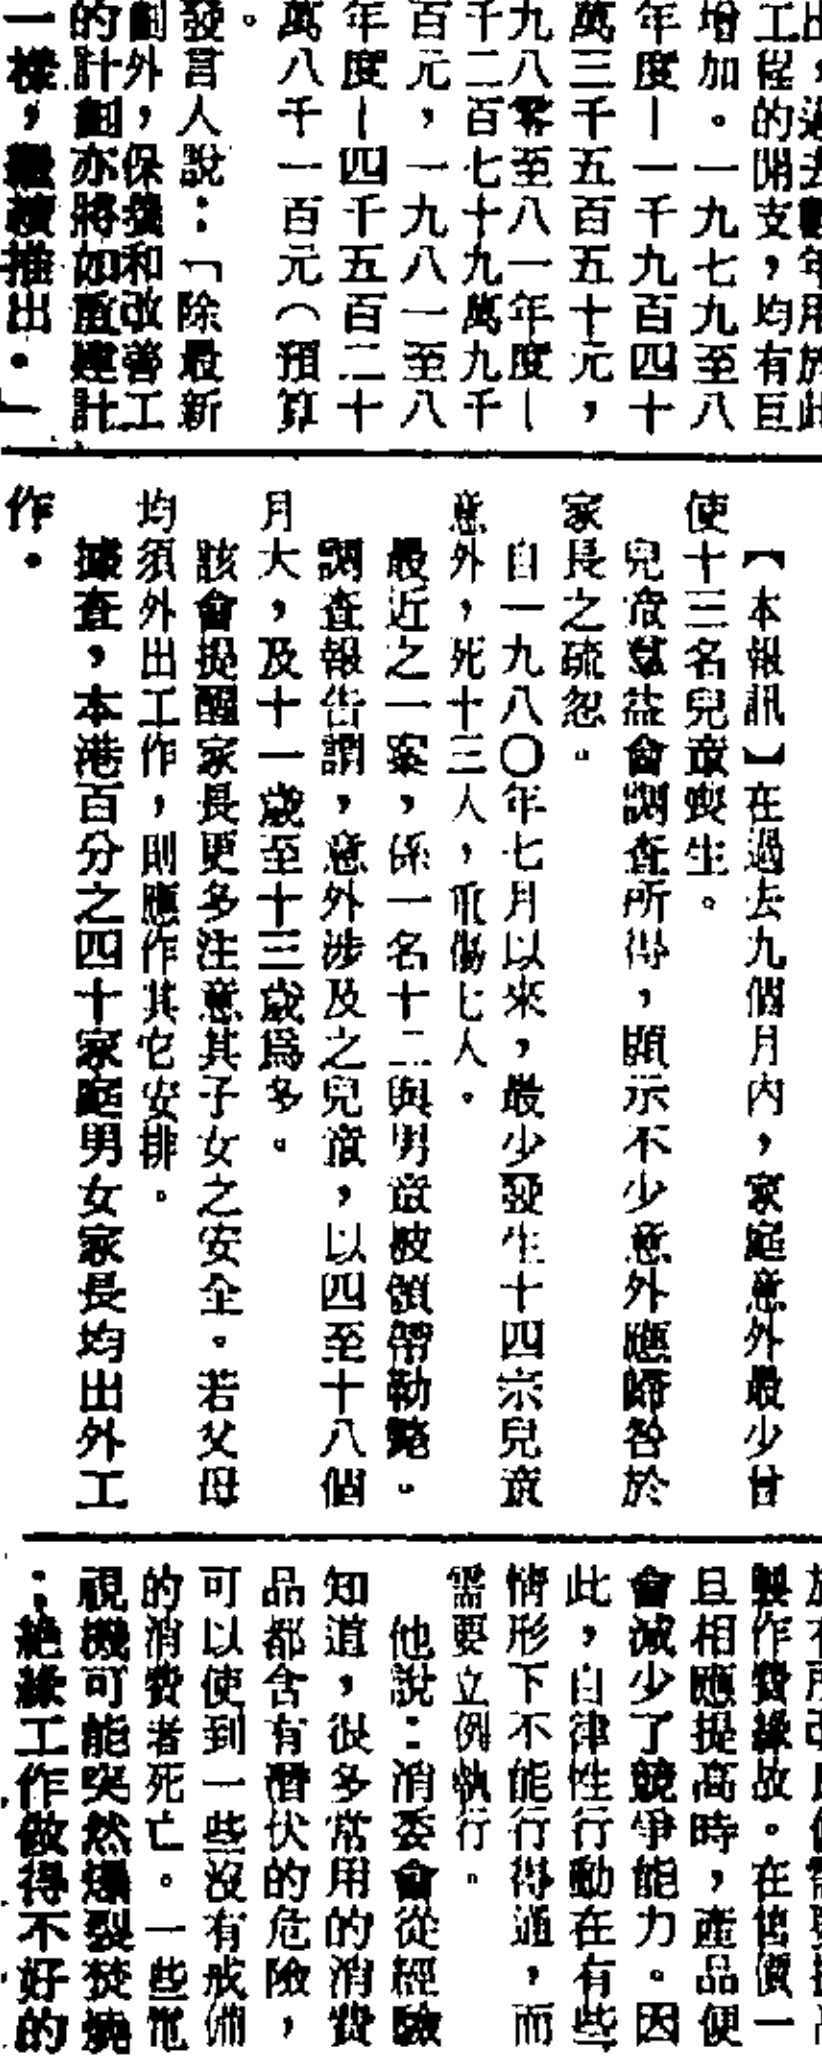 出，過去數年用於此
工程的開支，均有巨
增加。一九七九至八
年度—一千九百四十
萬三千五百五十元，
九八零至八一年度—
千二百七十九萬九千
百元，一九八一至八
年度—四千五百二十
萬八千一百元（預算
。
發言人說：「除最新
劃外，保養和改善工
的計劃亦將如重建計
一樣，繼續推出。」
【本報訊】在過去九個月內，家庭意外最少曾
使十三名兒童喪生。
兒童羣益會調查所得，顯示不少意外應歸咎於
家長之疏忽。
自一九八〇年七月以來，最少發生十四宗兒童
意外，死十三人，重傷七人。
最近之一案，係一名十二與男童被領帶勒斃。
調查報告謂，意外涉及之兒童，以四至十八個
月大，及十一歲至十三歲爲多。
該會提醒家長更多注意其子女之安全。若父母
均須外出工作，則應作其它安排。
據查，本港百分之四十家庭男女家長均出外工
作。
製作費緣故。在售價一
且相應提高時，產品便
會減少了競爭能力。因
此，自律性行動在有些
情形下不能行得通，而
需要立例執行。
他說：消委會從經驗
知道，很多常用的消費
品都含有潛伏的危險，
可以使到一些沒有戒備
的消費者死亡。一些電
視機可能突然爆裂焚燒
；絶緣工作做得不好的